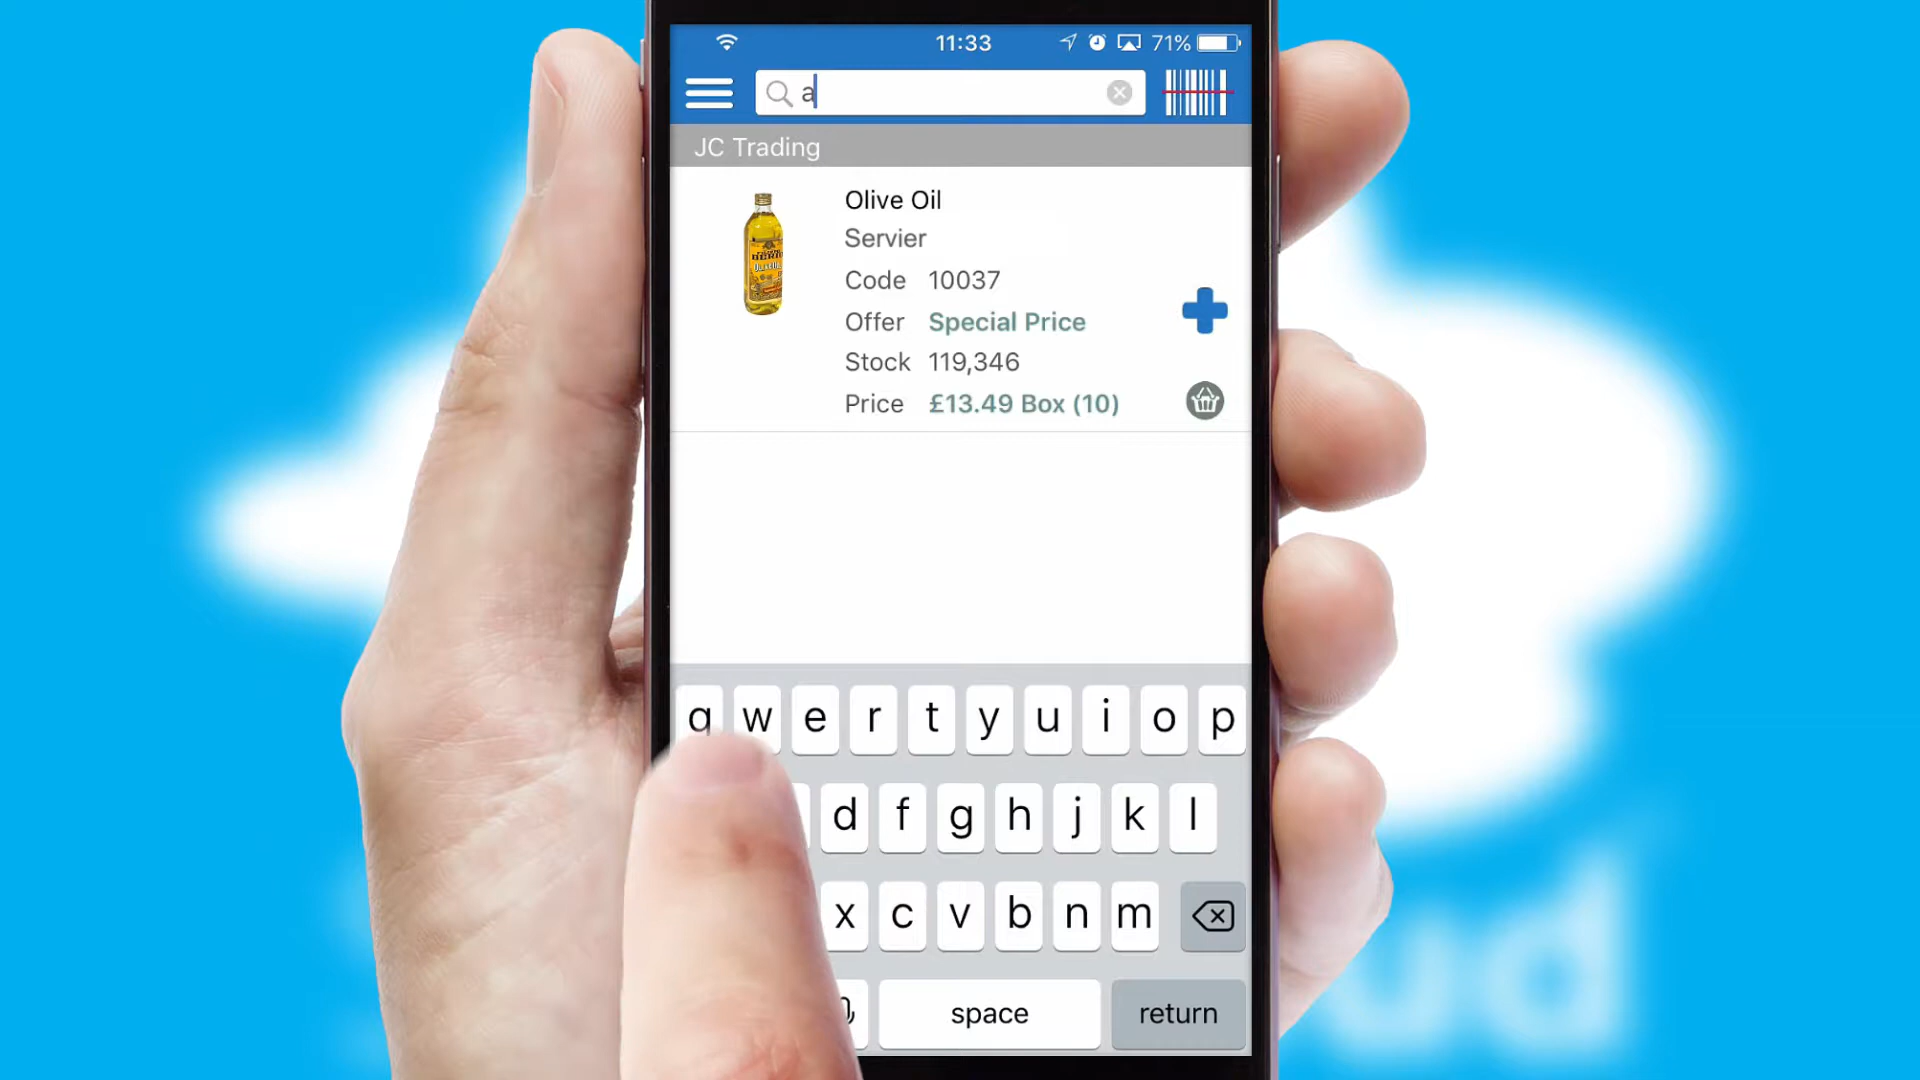 11:33 71%
a
JC Trading
Olive Oil
Servier
Code 10037
Offer Special Price
Stock 119,346
Price £13.49 Box (10)
q w e r t y u i o p
d f g h j k l
x c v b n m
space return
ud